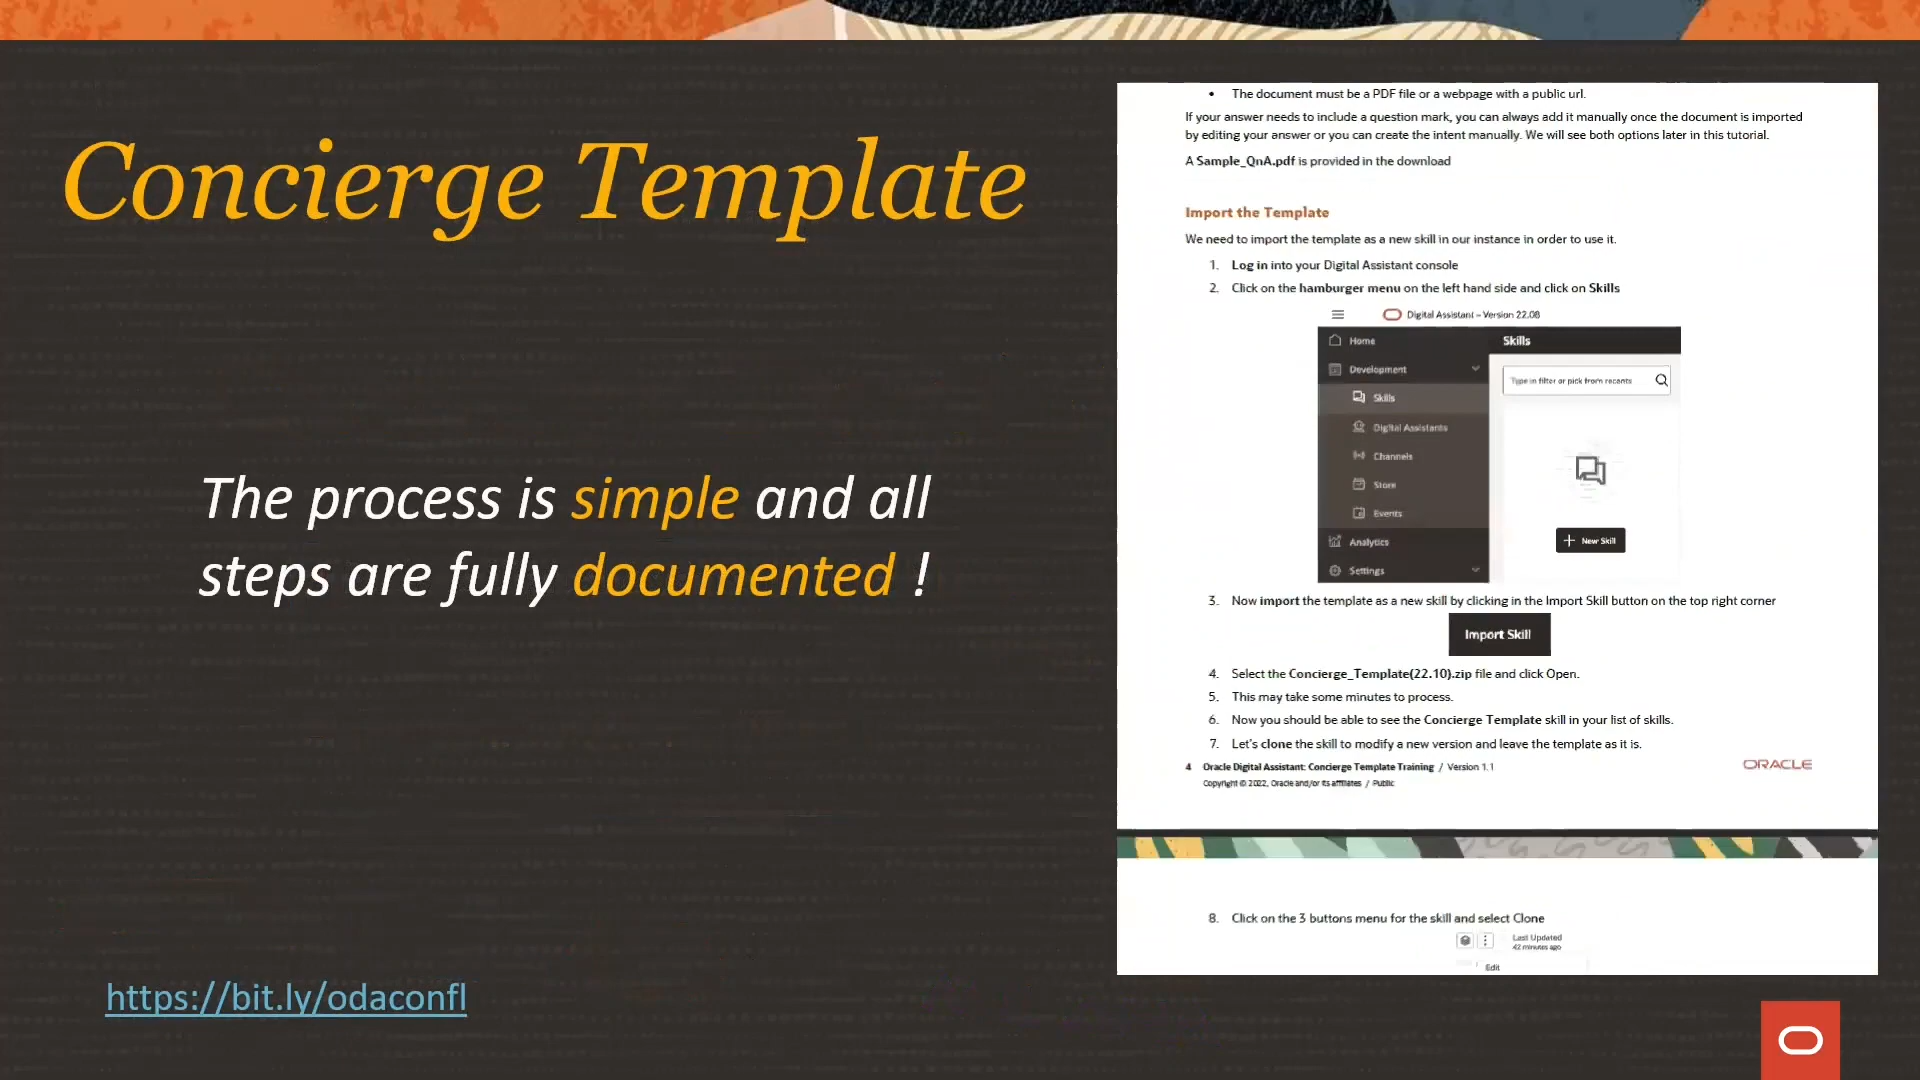 Concierge Template
The process is simple and all
steps are fully documented !
https://bit.ly/odaconfl
• The document must be a PDF file or a webpage with a public url.
If your answer needs to include a question mark, you can always add it manually once the document is imported
by editing your answer or you can create the intent manually. We will see both options later in this tutorial.
A Sample_QnA.pdf is provided in the download
Import the Template
We need to import the template as a new skill in our instance in order to use it.
1. Log in into your Digital Assistant console
2. Click on the hamburger menu on the left hand side and click on Skills
Digital Assistant – Version 22.08
Home
Development
Skills
Digital Assistants
Channels
Store
Events
Analytics
Settings
Skills
Type in filter or pick from recents
+ New Skill
3. Now import the template as a new skill by clicking in the Import Skill button on the top right corner
Import Skill
4. Select the Concierge_Template(22.10).zip file and click Open.
5. This may take some minutes to process.
6. Now you should be able to see the Concierge Template skill in your list of skills.
7. Let's clone the skill to modify a new version and leave the template as it is.
4 Oracle Digital Assistant: Concierge Template Training / Version 1.1
Copyright © 2022, Oracle and/or its affiliates / Public
ORACLE
8. Click on the 3 buttons menu for the skill and select Clone
Last Updated
42 minutes ago
Edit